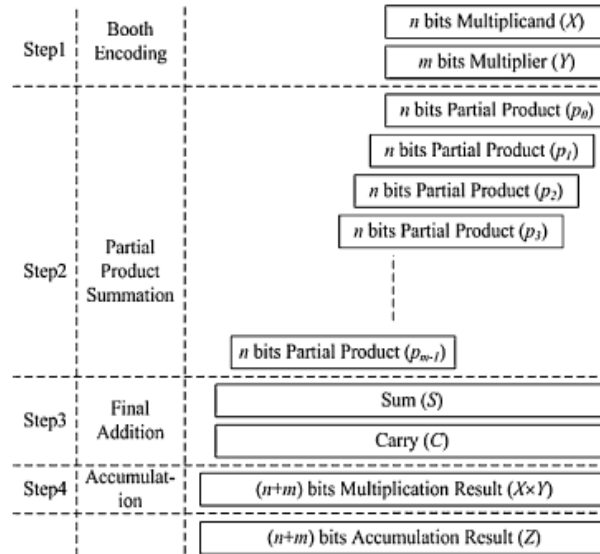 Step1
Booth
Encoding
n bits Multiplicand (X)
m bits Multiplier (Y)
Step2
Partial
Product
Summation
n bits Partial Product (p0)
n bits Partial Product (p1)
n bits Partial Product (p2)
n bits Partial Product (p3)
n bits Partial Product (pm-1)
Step3
Final
Addition
Sum (S)
Carry (C)
Step4
Accumulat-
ion
(n+m) bits Multiplication Result (X×Y)
(n+m) bits Accumulation Result (Z)